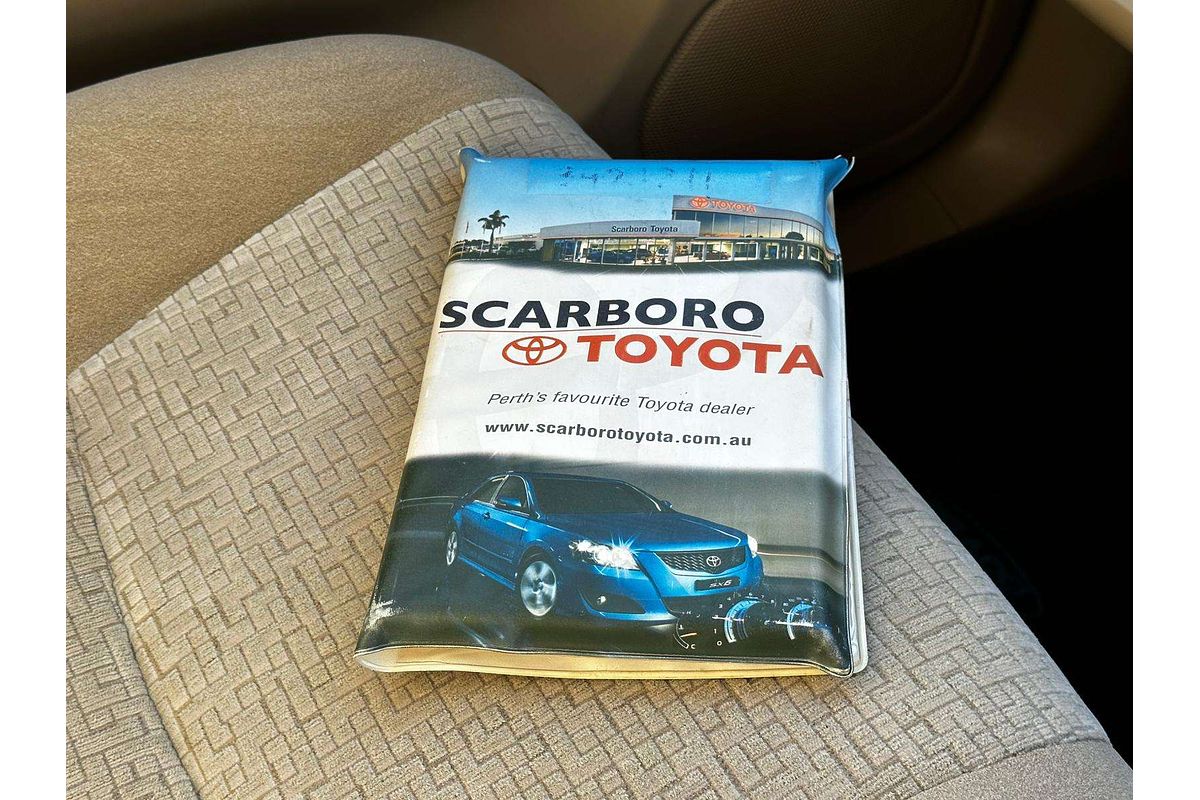 TOYOTA
Scarboro Toyota
SCARBORO
TOYOTA
Perth's favourite Toyota dealer
www.scarborotoyota.com.au
SX6